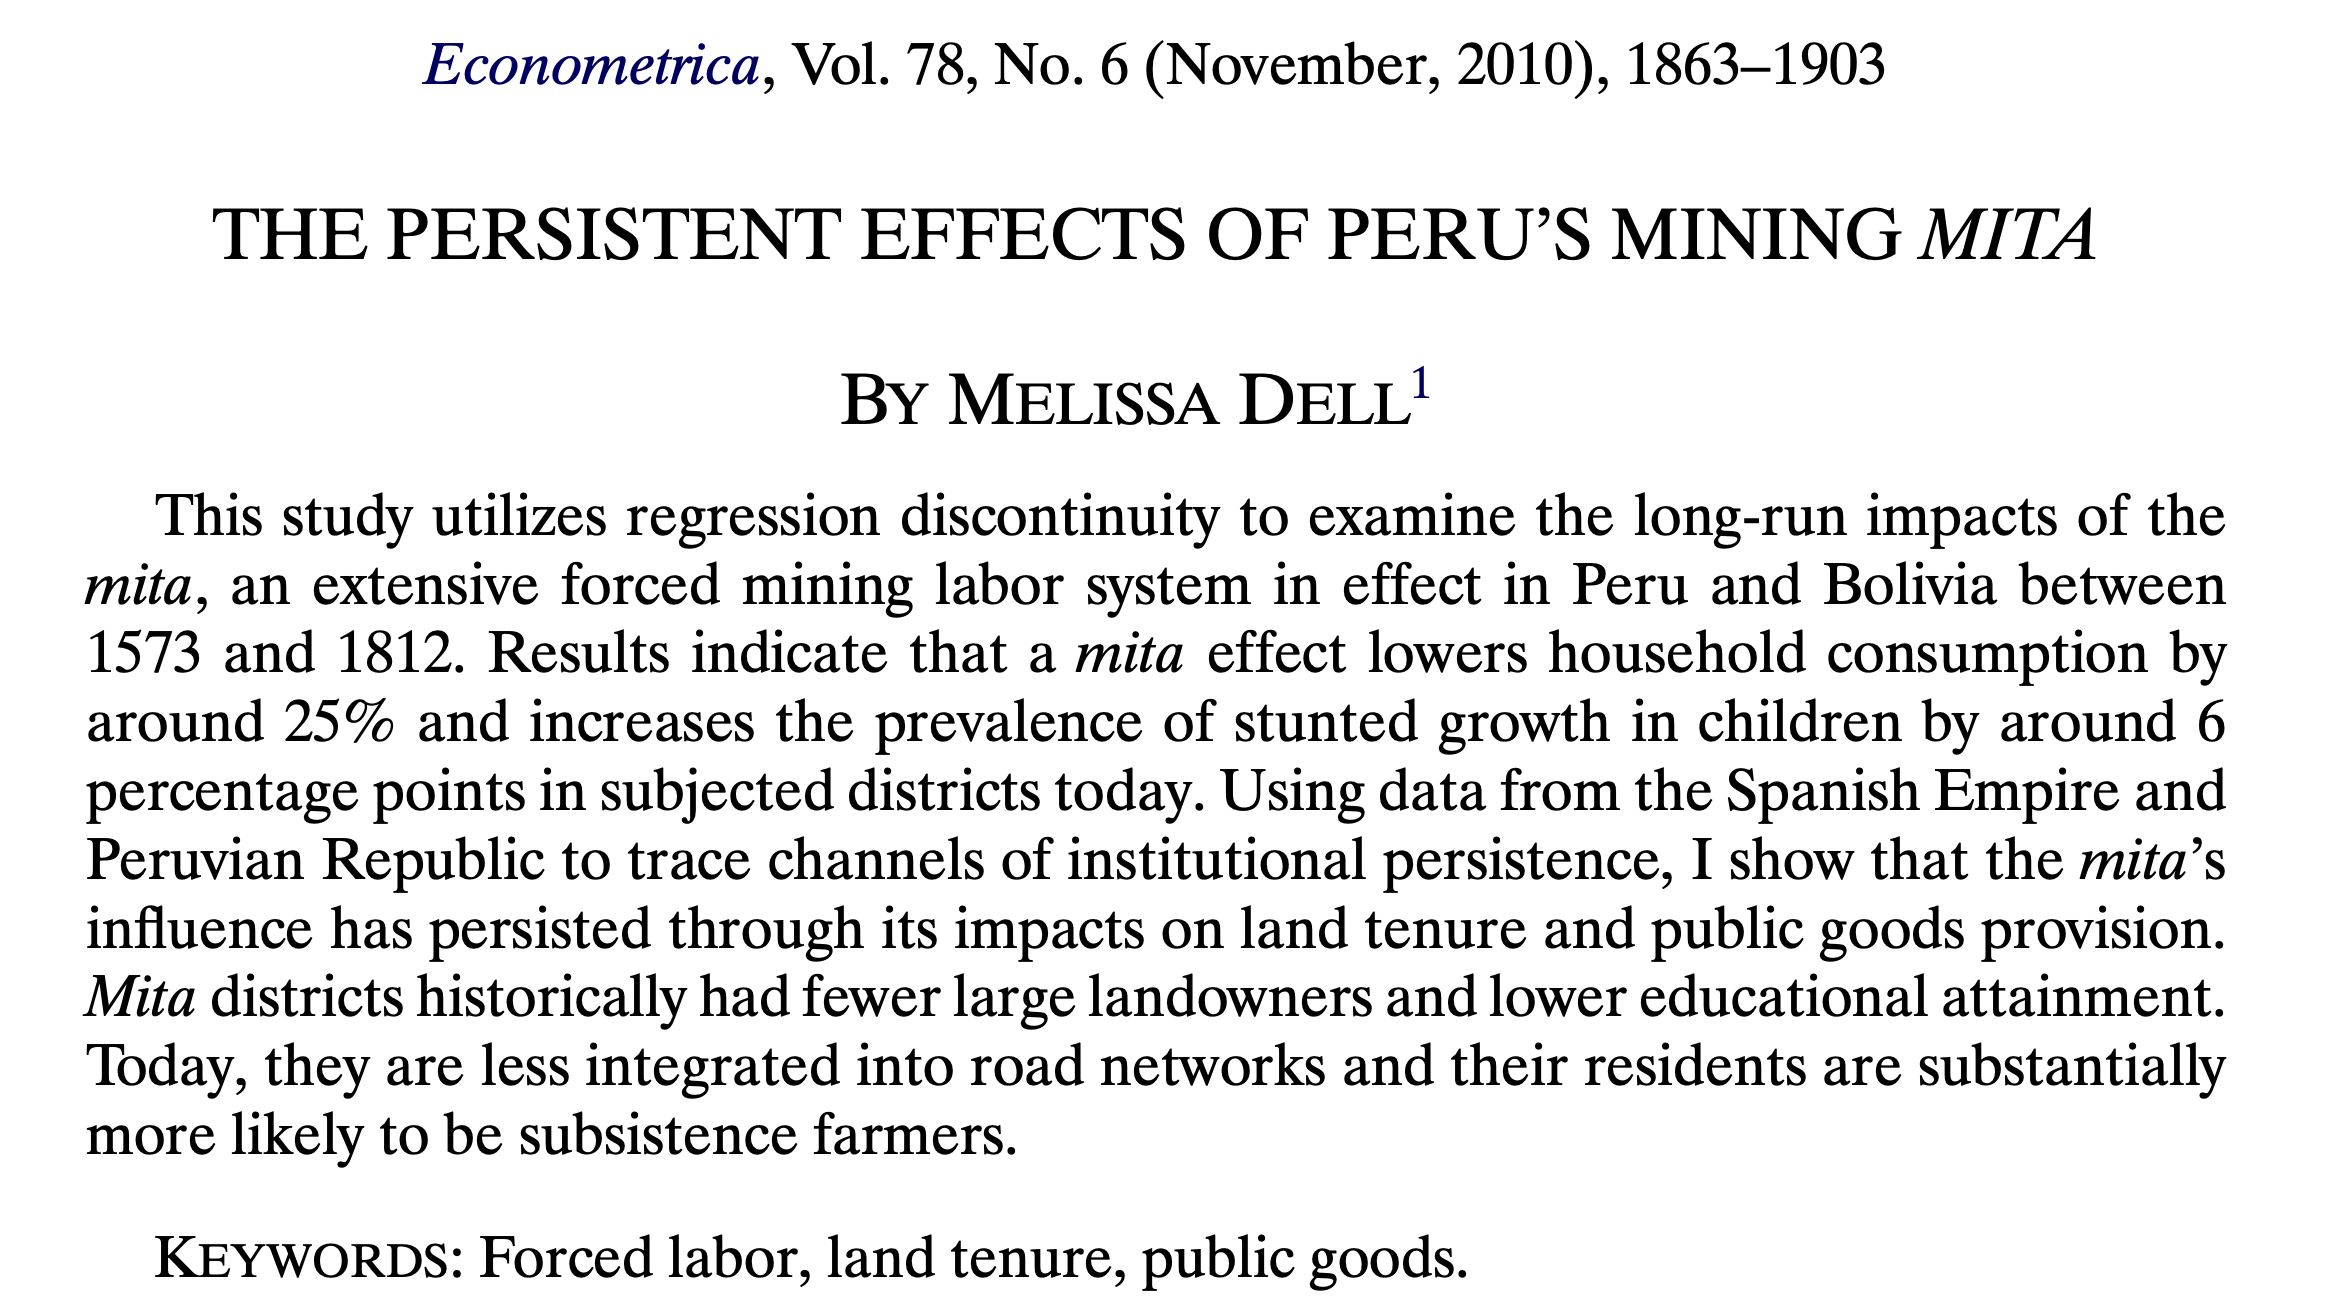 Econometrica, Vol. 78, No. 6 (November, 2010), 1863–1903
THE PERSISTENT EFFECTS OF PERU’S MINING MITA
BY MELISSA DELL1
This study utilizes regression discontinuity to examine the long-run impacts of the
mita, an extensive forced mining labor system in effect in Peru and Bolivia between
1573 and 1812. Results indicate that a mita effect lowers household consumption by
around 25% and increases the prevalence of stunted growth in children by around 6
percentage points in subjected districts today. Using data from the Spanish Empire and
Peruvian Republic to trace channels of institutional persistence, I show that the mita’s
influence has persisted through its impacts on land tenure and public goods provision.
Mita districts historically had fewer large landowners and lower educational attainment.
Today, they are less integrated into road networks and their residents are substantially
more likely to be subsistence farmers.
KEYWORDS: Forced labor, land tenure, public goods.